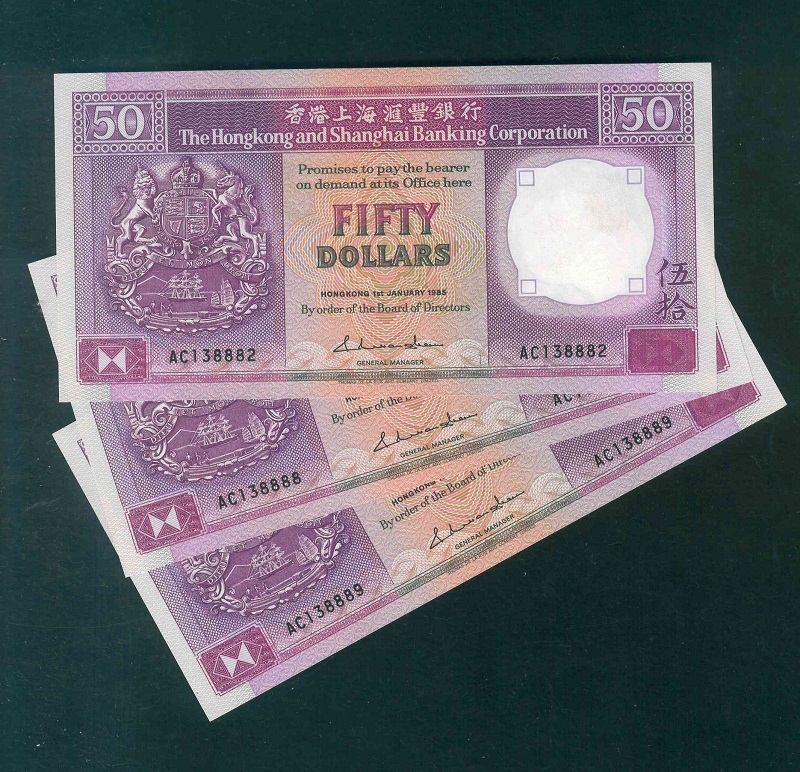 50
香港上海滙豐銀行
50
The Hongkong and Shanghai Banking Corporation
Promises to pay the bearer
on demand at its Office here
FIFTY
DOLLARS
HONGKONG 1st JANUARY 1985
By order of the Board of Directors
GENERAL MANAGER
伍拾
AC138882
AC138882
By order of the
GENERAL MANAGER
AC138888
AC1
HONGKONG
By order of the Board of
GENERAL MANAGER
AC138889
AC138889